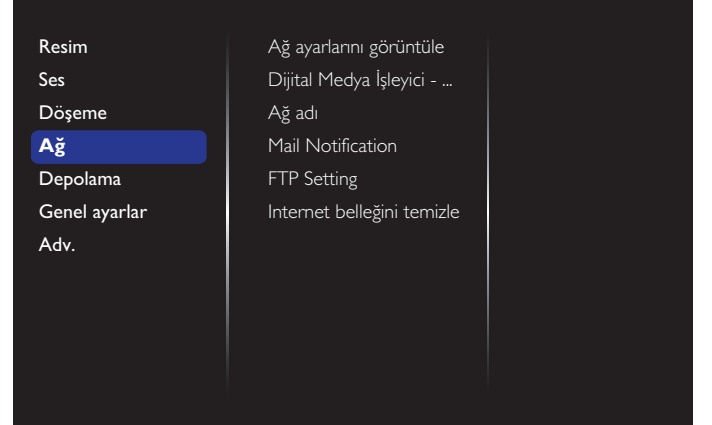 Resim
Ses
Döşeme
Ağ
Depolama
Genel ayarlar
Adv.
Ağ ayarlarını görüntüle
Dijital Medya İşleyici - ...
Ağ adı
Mail Notification
FTP Setting
Internet belleğini temizle